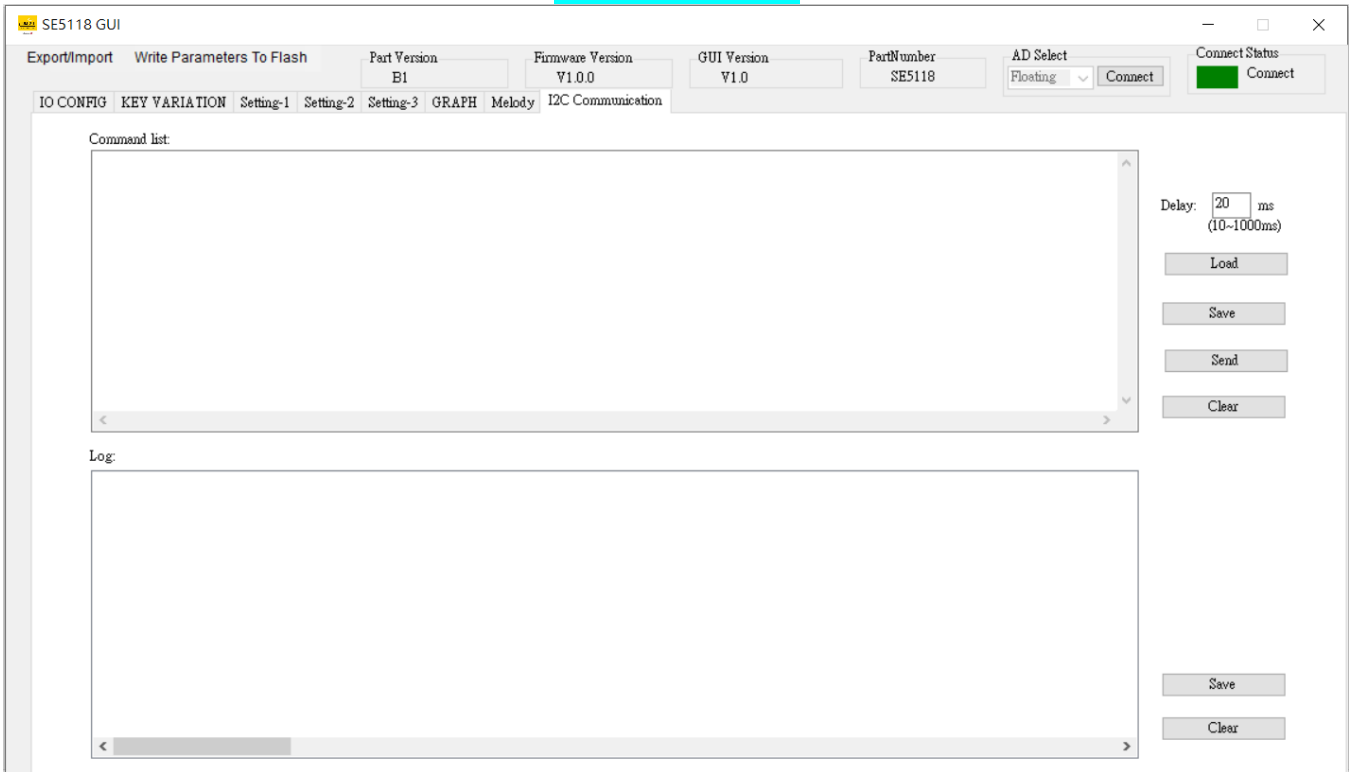 SE5118 GUI
Export/Import Write Parameters To Flash
Part Version
B1
Firmware Version
V1.0.0
GUI Version
V1.0
PartNumber
SE5118
AD Select
Floating Connect
Connect Status
Connect
IO CONFIG KEY VARIATION Setting-1 Setting-2 Setting-3 GRAPH Melody I2C Communication
Command list:
Delay: 20 ms
(10~1000ms)
Load
Save
Send
Clear
Log:
Save
Clear